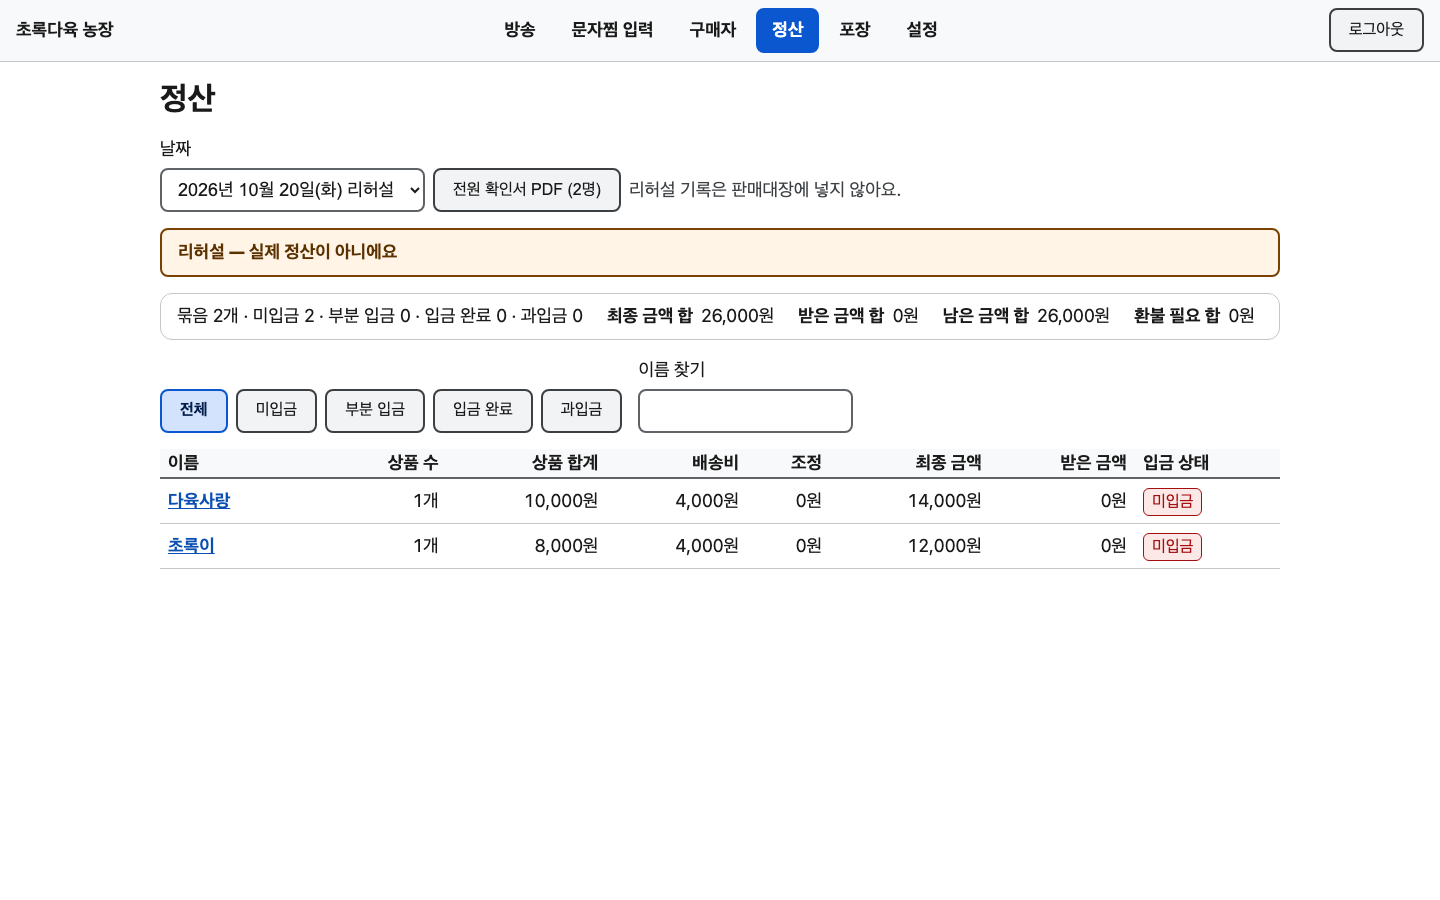 초록다육 농장 방송 문자찜 입력 구매자 정산 포장 설정 로그아웃
정산
날짜
2026년 10월 20일(화) 리허설 전원 확인서 PDF (2명) 리허설 기록은 판매대장에 넣지 않아요.
리허설 — 실제 정산이 아니에요
묶음 2개 · 미입금 2 · 부분 입금 0 · 입금 완료 0 · 과입금 0 최종 금액 합 26,000원 받은 금액 합 0원 남은 금액 합 26,000원 환불 필요 합 0원
이름 찾기
전체 미입금 부분 입금 입금 완료 과입금
이름 상품 수 상품 합계 배송비 조정 최종 금액 받은 금액 입금 상태
다육사랑 1개 10,000원 4,000원 0원 14,000원 0원 미입금
초록이 1개 8,000원 4,000원 0원 12,000원 0원 미입금